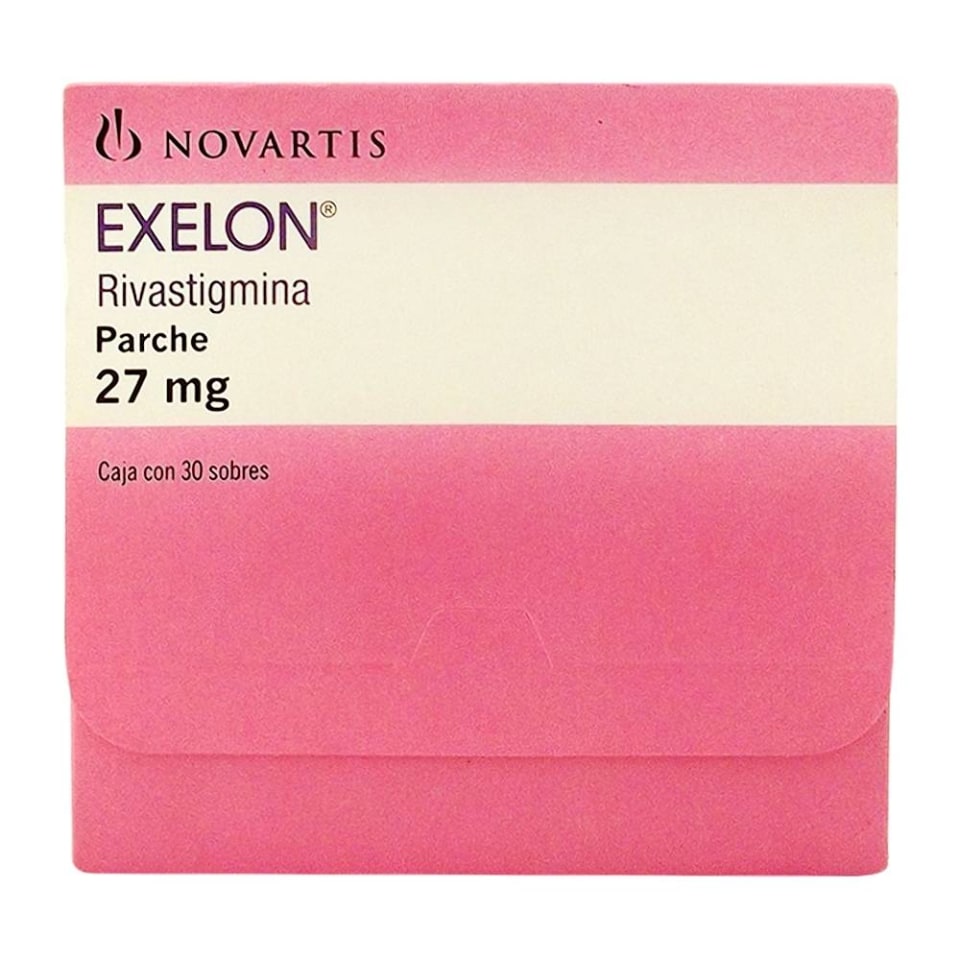 NOVARTIS
EXELON®
Rivastigmina
Parche
27 mg
Caja con 30 sobres